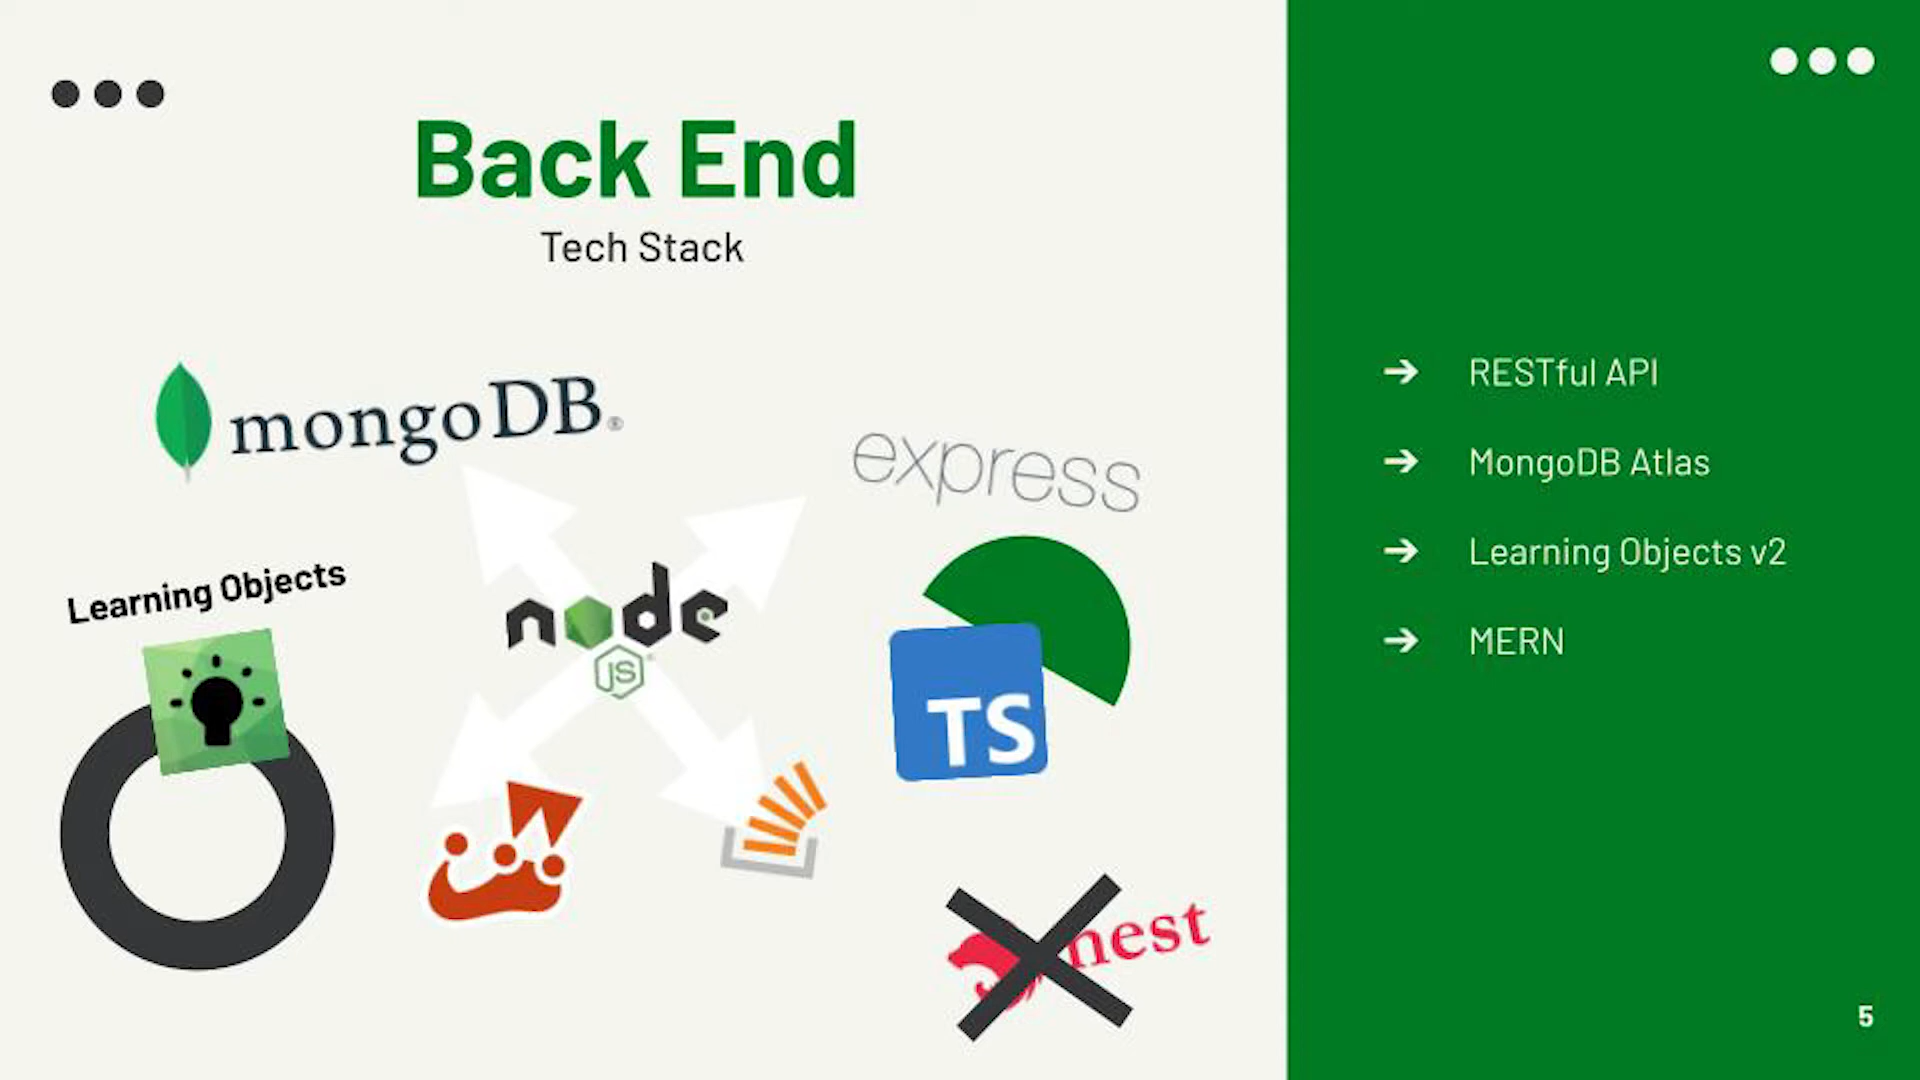 Back End
Tech Stack
mongoDB®
express
Learning Objects
node
JS
TS
nest
RESTful API
MongoDB Atlas
Learning Objects v2
MERN
5